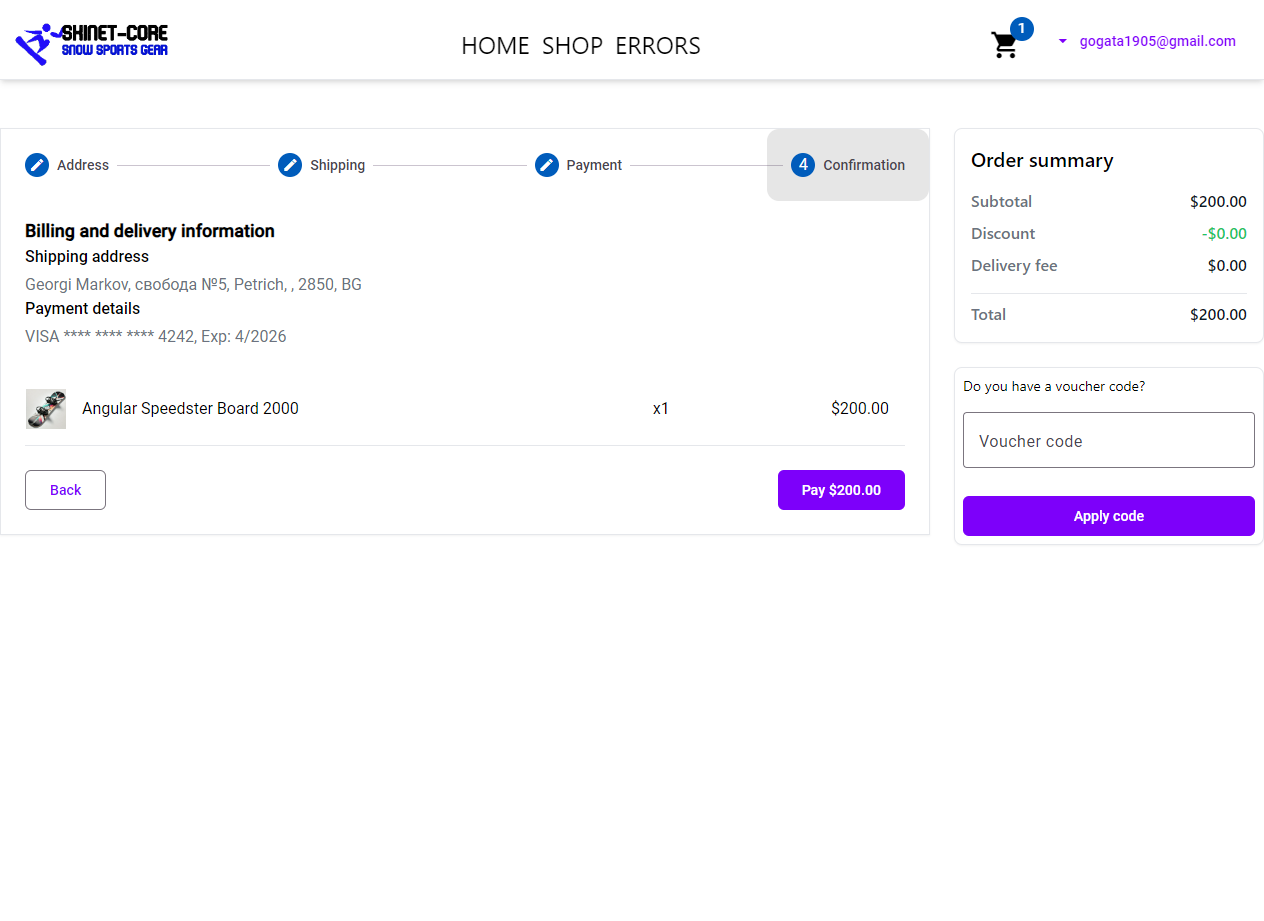 SKINET-CORE
SNOW SPORTS GEAR
HOME SHOP ERRORS
1
gogata1905@gmail.com
Address
Shipping
Payment
4 Confirmation
Billing and delivery information
Shipping address
Georgi Markov, свобода №5, Petrich, , 2850, BG
Payment details
VISA **** **** **** 4242, Exp: 4/2026
Angular Speedster Board 2000 x1 $200.00
Back
Pay $200.00
Order summary
Subtotal $200.00
Discount -$0.00
Delivery fee $0.00
Total $200.00
Do you have a voucher code?
Voucher code
Apply code